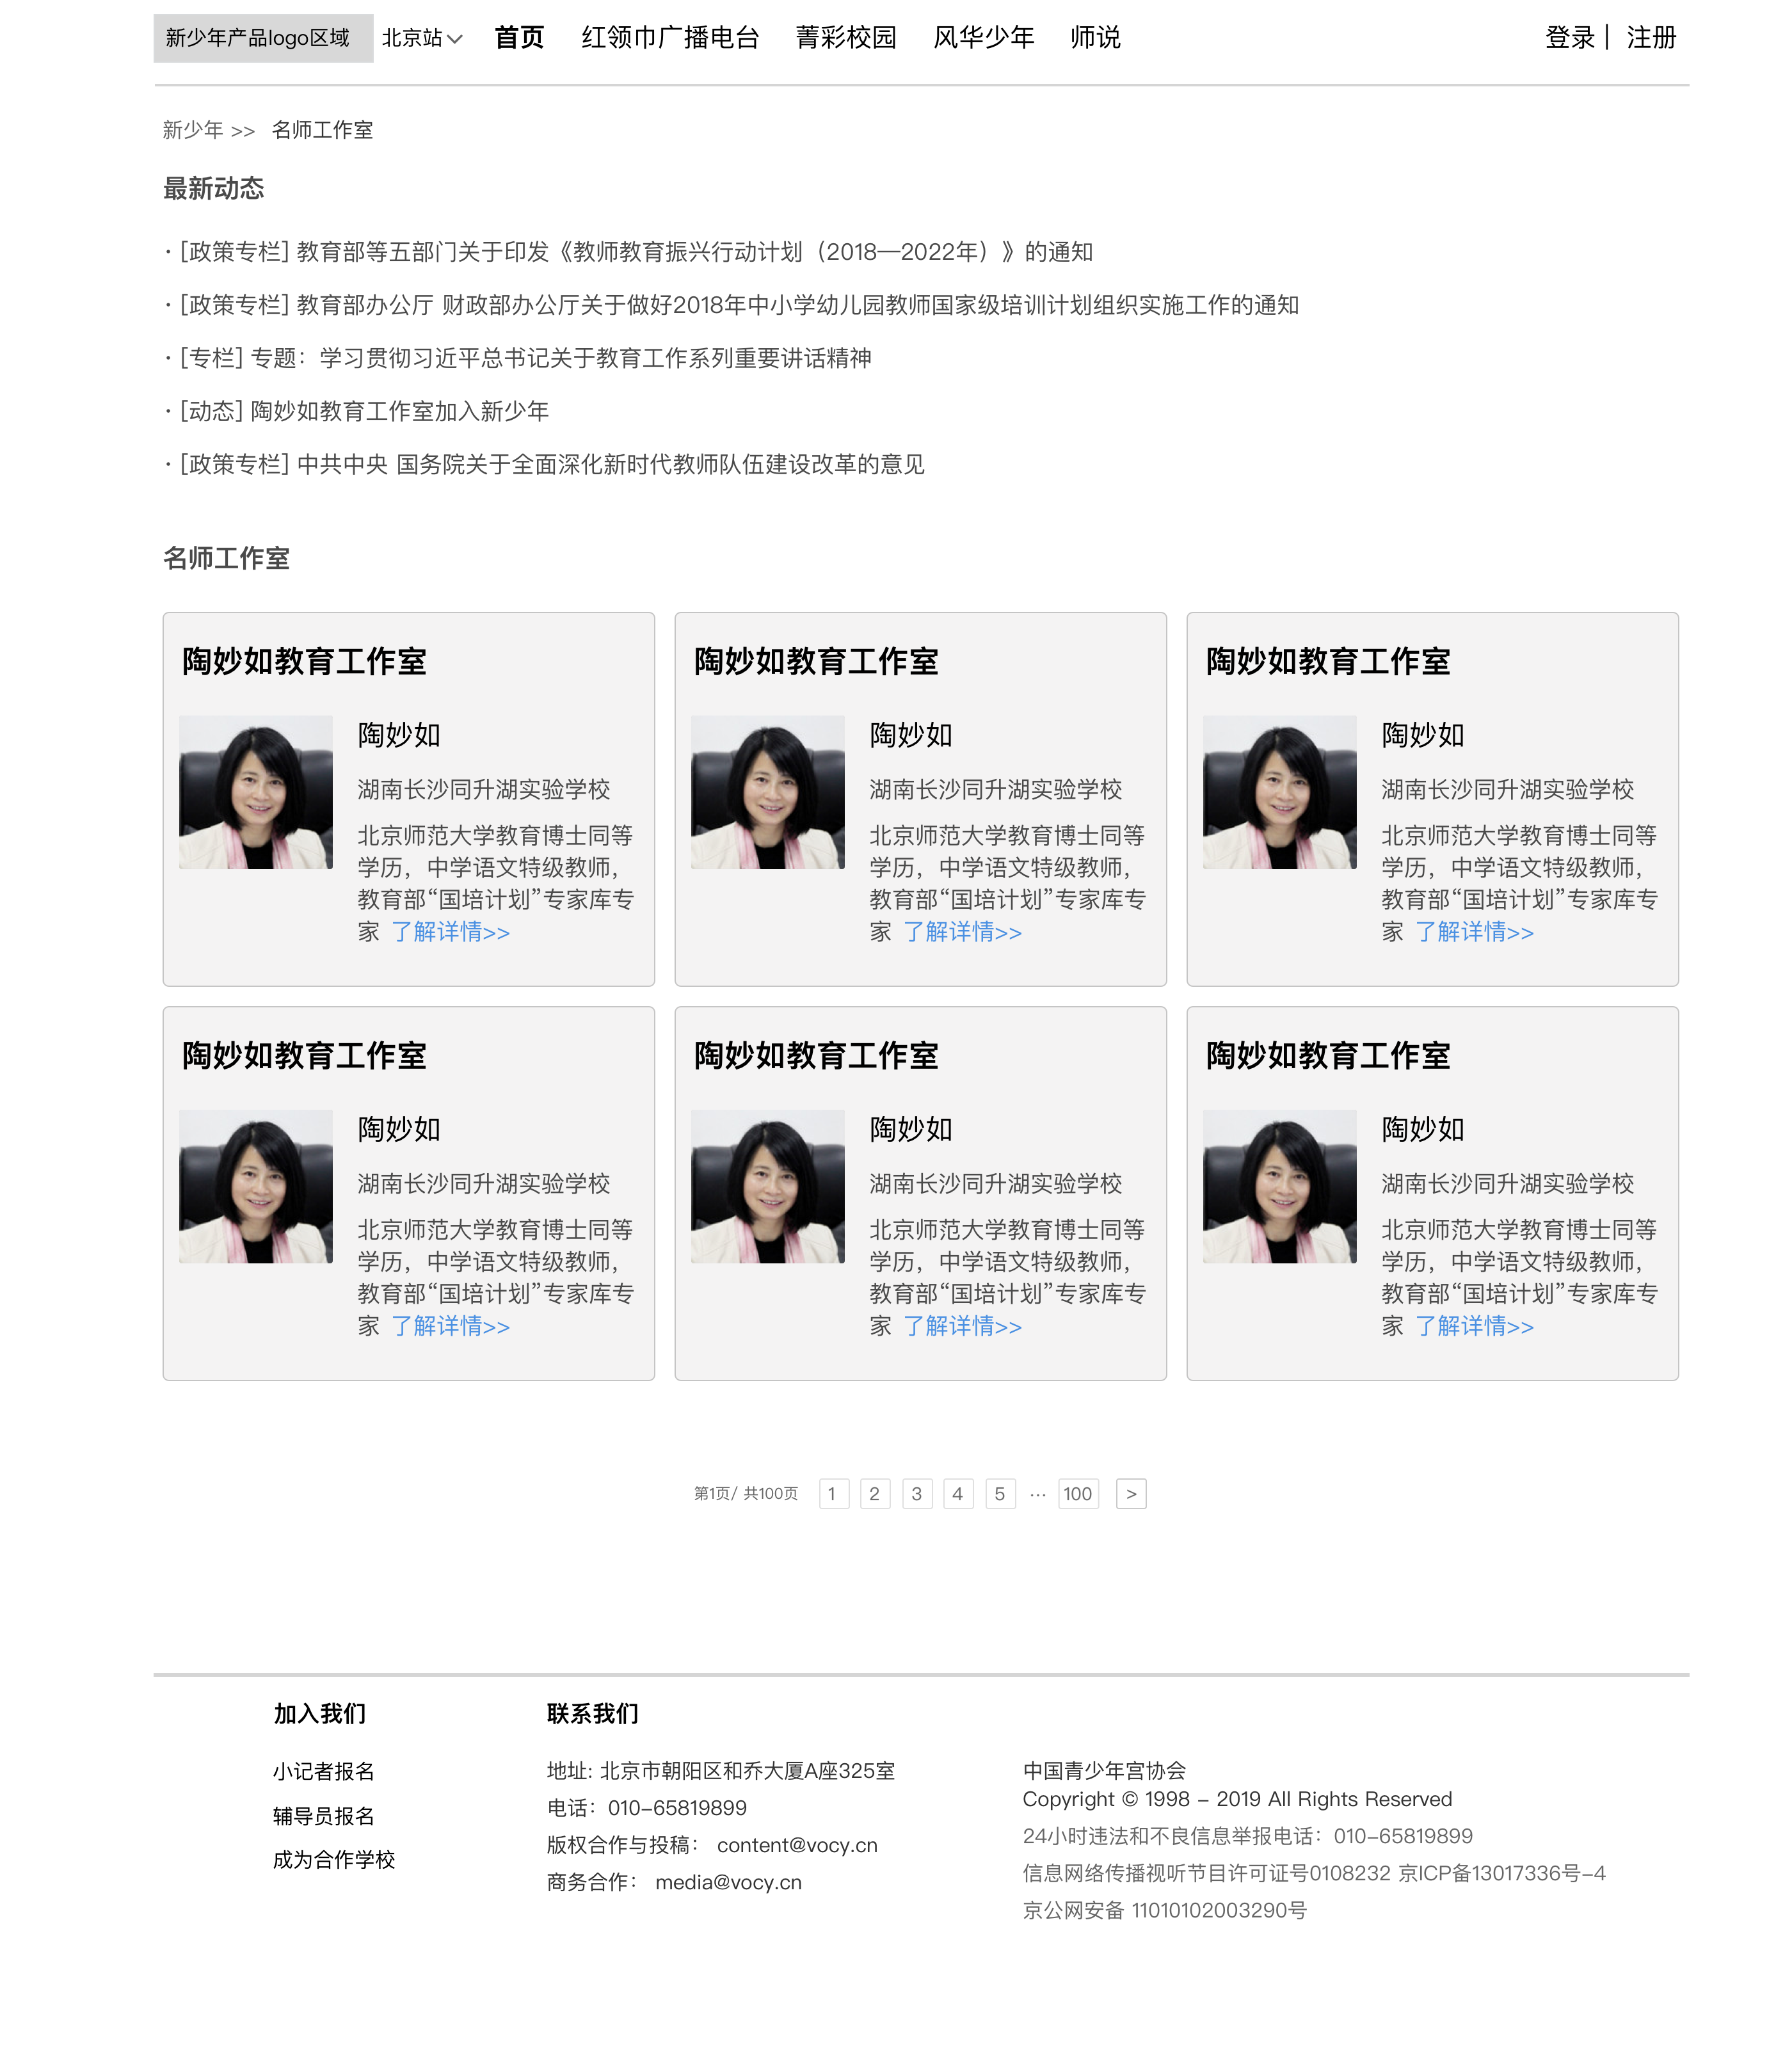 新少年产品logo区域 北京站 首页 红领巾广播电台 菁彩校园 风华少年 师说 登录 | 注册
新少年 >> 名师工作室
最新动态
· [政策专栏] 教育部等五部门关于印发《教师教育振兴行动计划（2018—2022年）》的通知
· [政策专栏] 教育部办公厅 财政部办公厅关于做好2018年中小学幼儿园教师国家级培训计划组织实施工作的通知
· [专栏] 专题：学习贯彻习近平总书记关于教育工作系列重要讲话精神
· [动态] 陶妙如教育工作室加入新少年
· [政策专栏] 中共中央 国务院关于全面深化新时代教师队伍建设改革的意见
名师工作室
陶妙如教育工作室
陶妙如
湖南长沙同升湖实验学校
北京师范大学教育博士同等
学历，中学语文特级教师，
教育部“国培计划”专家库专
家 了解详情>>
陶妙如教育工作室
陶妙如
湖南长沙同升湖实验学校
北京师范大学教育博士同等
学历，中学语文特级教师，
教育部“国培计划”专家库专
家 了解详情>>
陶妙如教育工作室
陶妙如
湖南长沙同升湖实验学校
北京师范大学教育博士同等
学历，中学语文特级教师，
教育部“国培计划”专家库专
家 了解详情>>
陶妙如教育工作室
陶妙如
湖南长沙同升湖实验学校
北京师范大学教育博士同等
学历，中学语文特级教师，
教育部“国培计划”专家库专
家 了解详情>>
陶妙如教育工作室
陶妙如
湖南长沙同升湖实验学校
北京师范大学教育博士同等
学历，中学语文特级教师，
教育部“国培计划”专家库专
家 了解详情>>
陶妙如教育工作室
陶妙如
湖南长沙同升湖实验学校
北京师范大学教育博士同等
学历，中学语文特级教师，
教育部“国培计划”专家库专
家 了解详情>>
第1页/ 共100页 1 2 3 4 5 ··· 100 >
加入我们
小记者报名
辅导员报名
成为合作学校
联系我们
地址: 北京市朝阳区和乔大厦A座325室
电话：010-65819899
版权合作与投稿： content@vocy.cn
商务合作： media@vocy.cn
中国青少年宫协会
Copyright © 1998 - 2019 All Rights Reserved
24小时违法和不良信息举报电话：010-65819899
信息网络传播视听节目许可证号0108232 京ICP备13017336号-4
京公网安备 11010102003290号